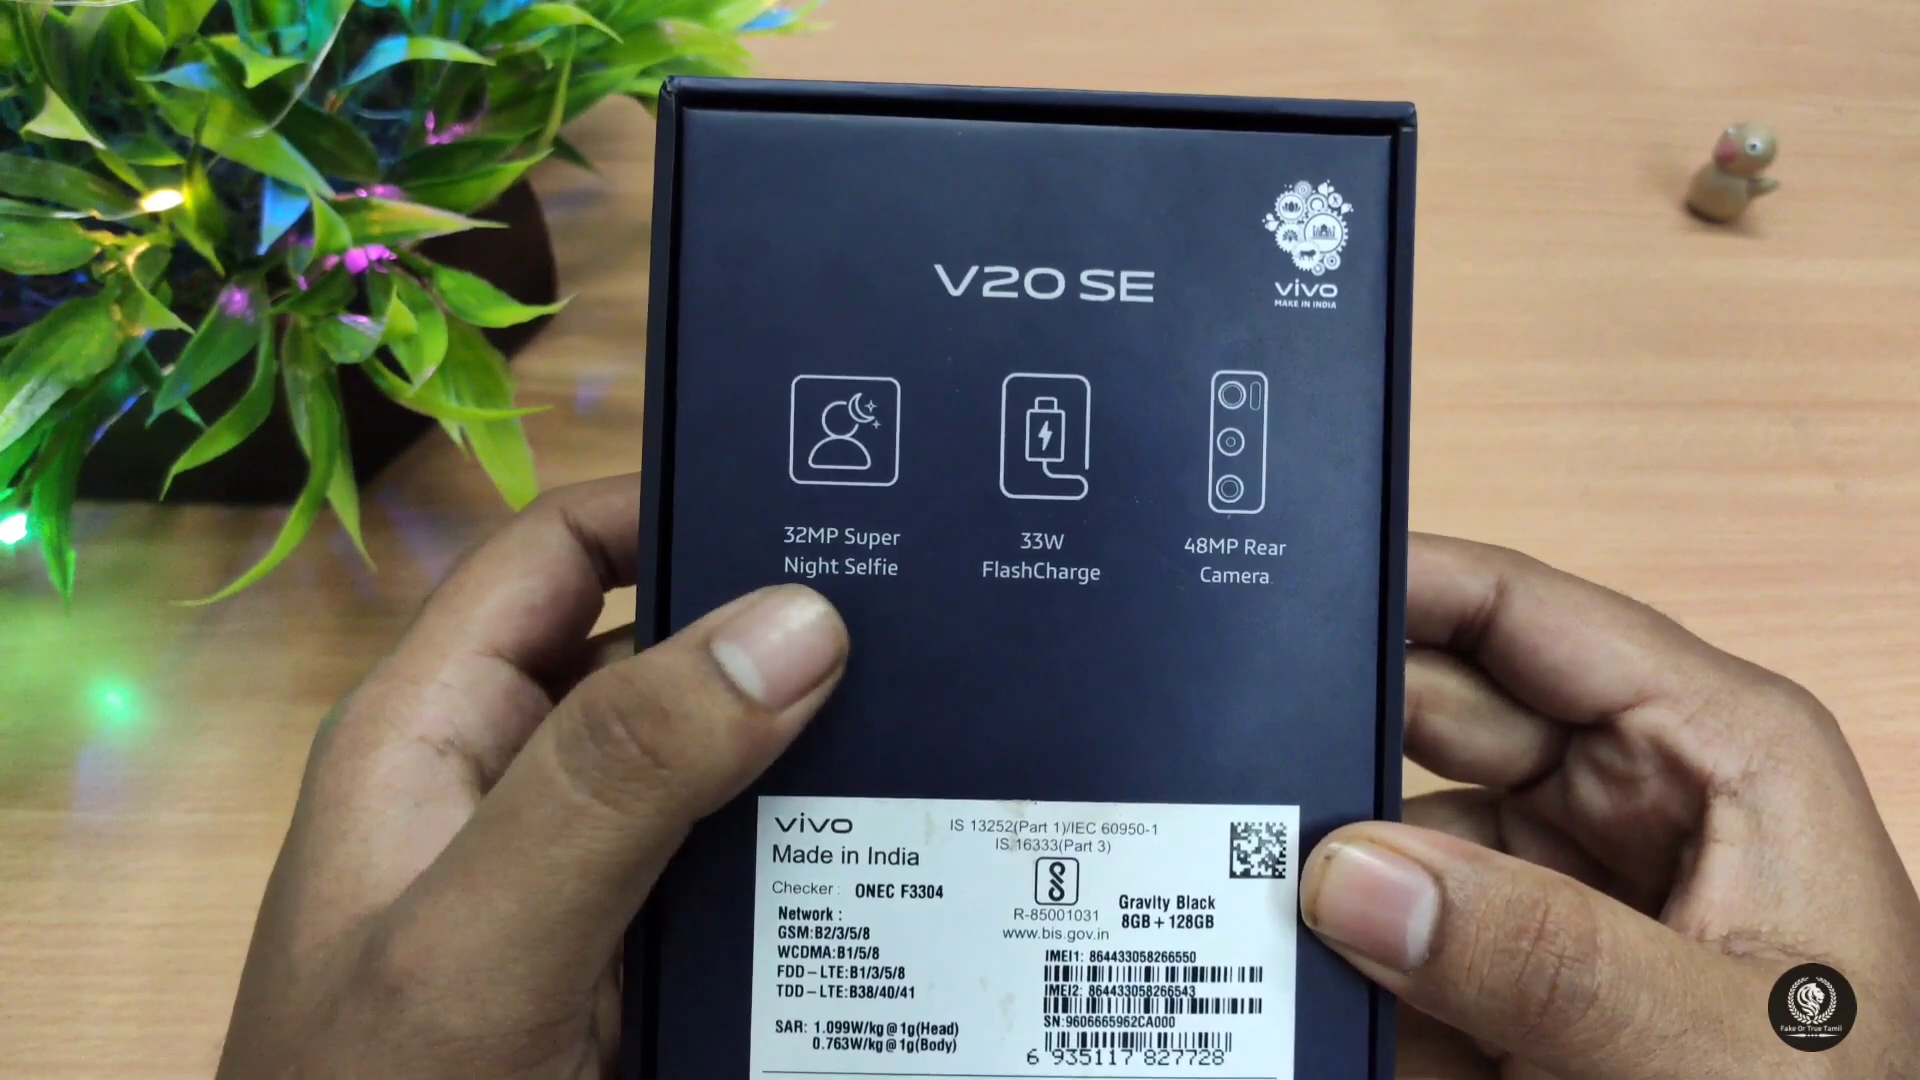 V20 SE
vivo
MAKE IN INDIA
32MP Super
Night Selfie
33W
FlashCharge
48MP Rear
Camera
vivo
Made in India
Checker : ONEC F3304
Network :
GSM:B2/3/5/8
WCDMA:B1/5/8
FDD-LTE:B1/3/5/8
TDD-LTE:B38/40/41
SAR: 1.099W/kg@1g(Head)
0.763W/kg@1g(Body)
IS 13252(Part 1)/IEC 60950-1
IS 16333(Part 3)
R-85001031
www.bis.gov.in
Gravity Black
8GB+128GB
IMEI1: 864433058266550
IMEI2: 864433058266543
SN:9606665962CA000
6 935117 827728
Fake Or True Tamil